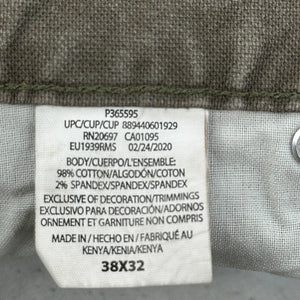 P365595
UPC/CUP/CUP 889440601929
RN20697 CA01095
EU1939RMS 02/24/2020
BODY/CUERPO/L'ENSEMBLE:
98% COTTON/ALGODÓN/COTON
2% SPANDEX/SPANDEX/SPANDEX
EXCLUSIVE OF DECORATION/TRIMMINGS
EXCLUSIVO PARA DECORACIÓN/ADORNOS
ORNEMENT ET GARNITURE NON COMPRIS
MADE IN / HECHO EN / FABRIQUÉ AU
KENYA/KENIA/KENYA
38X32